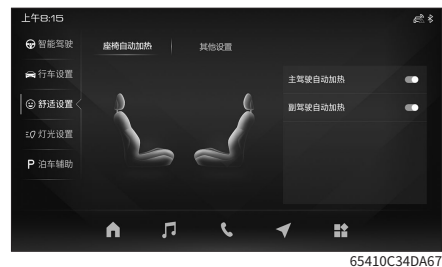 上午8:15
智能驾驶
座椅自动加热
其他设置
行车设置
主驾驶自动加热
舒适设置
副驾驶自动加热
灯光设置
P 泊车辅助
65410C34DA67